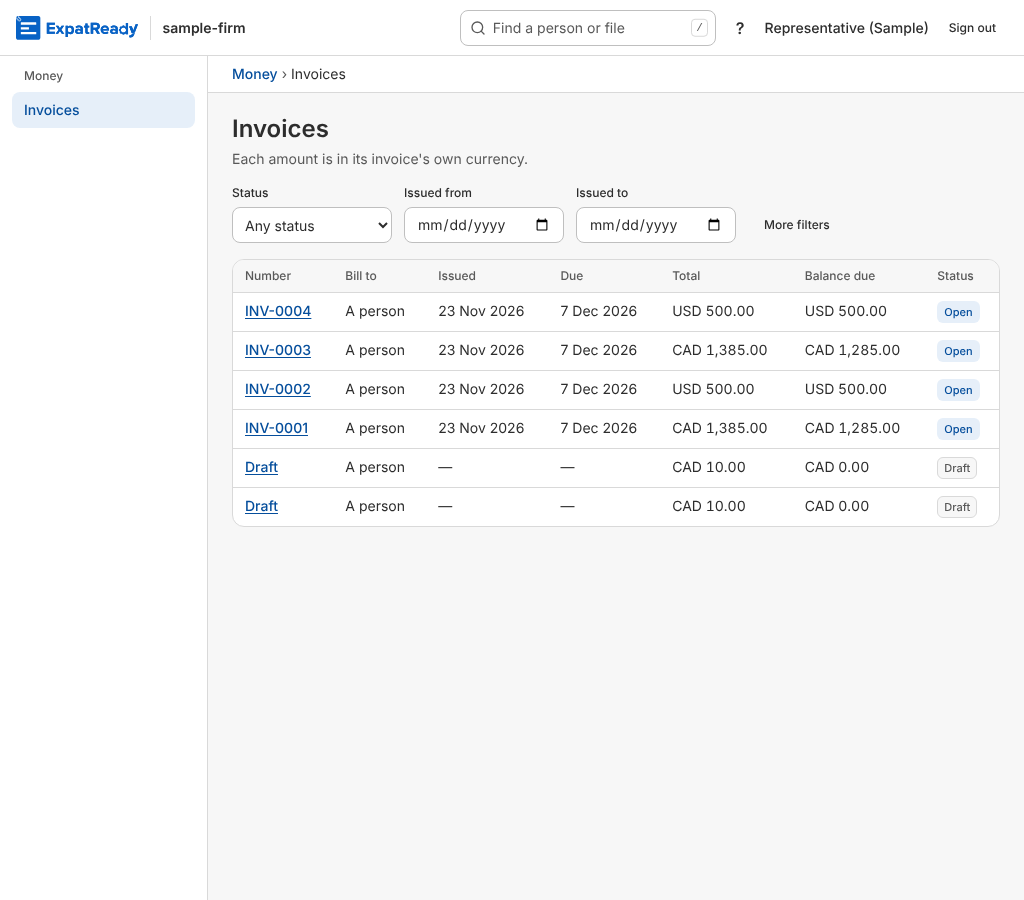 ExpatReady sample-firm Find a person or file / ? Representative (Sample) Sign out
Money
Invoices
Money › Invoices
Invoices
Each amount is in its invoice's own currency.
Status Issued from Issued to
Any status mm/dd/yyyy mm/dd/yyyy More filters
Number Bill to Issued Due Total Balance due Status
INV-0004 A person 23 Nov 2026 7 Dec 2026 USD 500.00 USD 500.00 Open
INV-0003 A person 23 Nov 2026 7 Dec 2026 CAD 1,385.00 CAD 1,285.00 Open
INV-0002 A person 23 Nov 2026 7 Dec 2026 USD 500.00 USD 500.00 Open
INV-0001 A person 23 Nov 2026 7 Dec 2026 CAD 1,385.00 CAD 1,285.00 Open
Draft A person — — CAD 10.00 CAD 0.00 Draft
Draft A person — — CAD 10.00 CAD 0.00 Draft